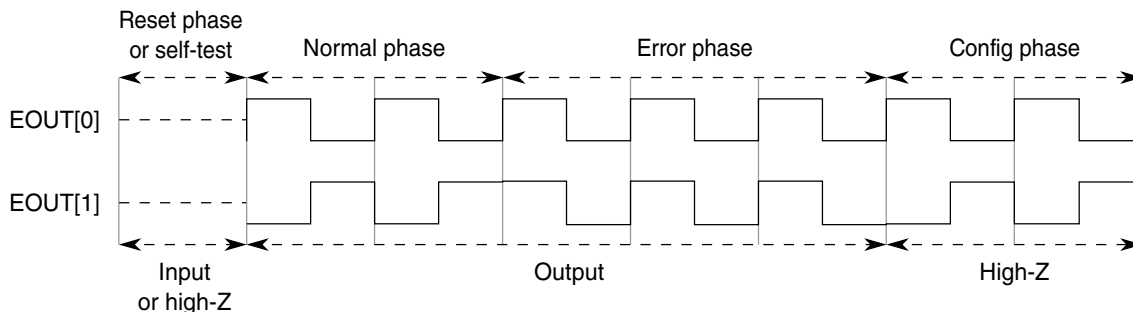 Reset phase
or self-test
Normal phase
Error phase
Config phase
EOUT[0]
EOUT[1]
Input
or high-Z
Output
High-Z